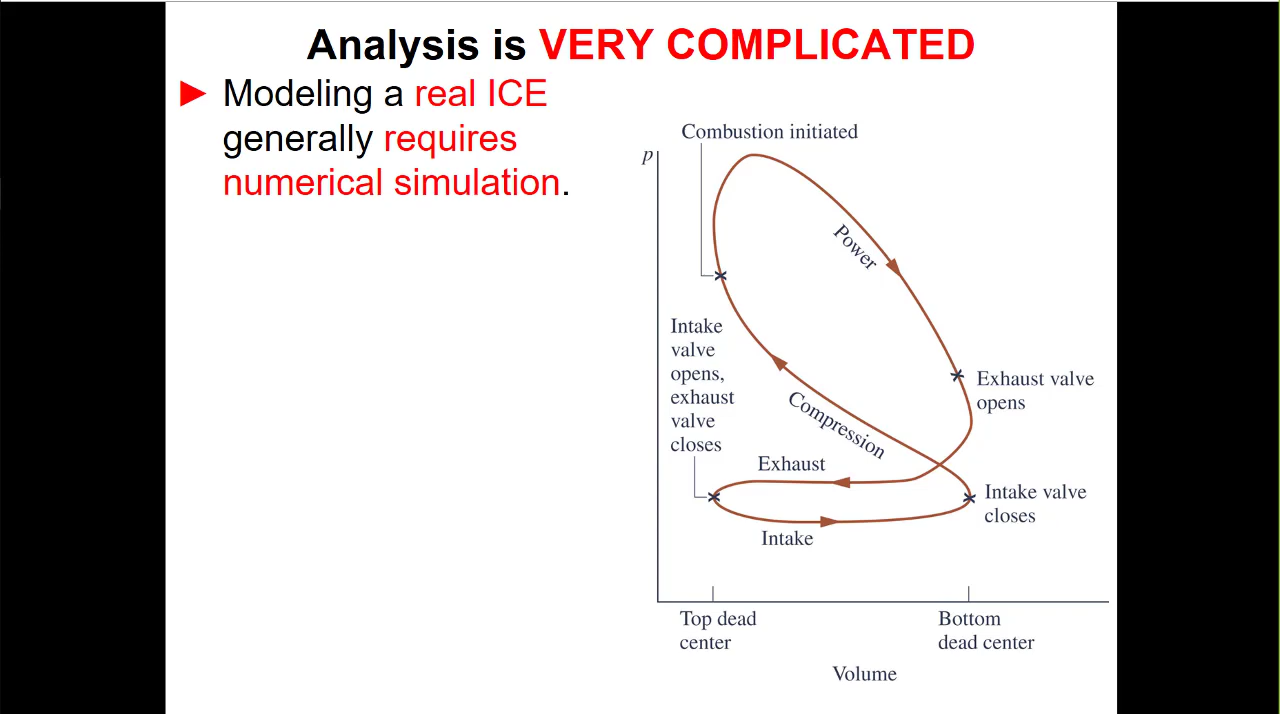 Analysis is VERY COMPLICATED
► Modeling a real ICE
generally requires
numerical simulation.
Combustion initiated
p
Power
Intake
valve
opens,
exhaust
valve
closes
Exhaust valve
opens
Compression
Exhaust
Intake valve
closes
Intake
Top dead
center
Bottom
dead center
Volume